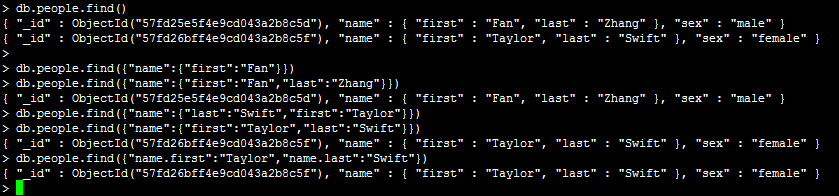 > db.people.find()
{ "_id" : ObjectId("57fd25e5f4e9cd043a2b8c5d"), "name" : { "first" : "Fan", "last" : "Zhang" }, "sex" : "male" }
{ "_id" : ObjectId("57fd26bff4e9cd043a2b8c5f"), "name" : { "first" : "Taylor", "last" : "Swift" }, "sex" : "female" }
>
> db.people.find({"name":{"first":"Fan"}})
> db.people.find({"name":{"first":"Fan","last":"Zhang"}})
{ "_id" : ObjectId("57fd25e5f4e9cd043a2b8c5d"), "name" : { "first" : "Fan", "last" : "Zhang" }, "sex" : "male" }
> db.people.find({"name":{"last":"Swift","first":"Taylor"}})
> db.people.find({"name":{"first":"Taylor","last":"Swift"}})
{ "_id" : ObjectId("57fd26bff4e9cd043a2b8c5f"), "name" : { "first" : "Taylor", "last" : "Swift" }, "sex" : "female" }
> db.people.find({"name.first":"Taylor","name.last":"Swift"})
{ "_id" : ObjectId("57fd26bff4e9cd043a2b8c5f"), "name" : { "first" : "Taylor", "last" : "Swift" }, "sex" : "female" }
>